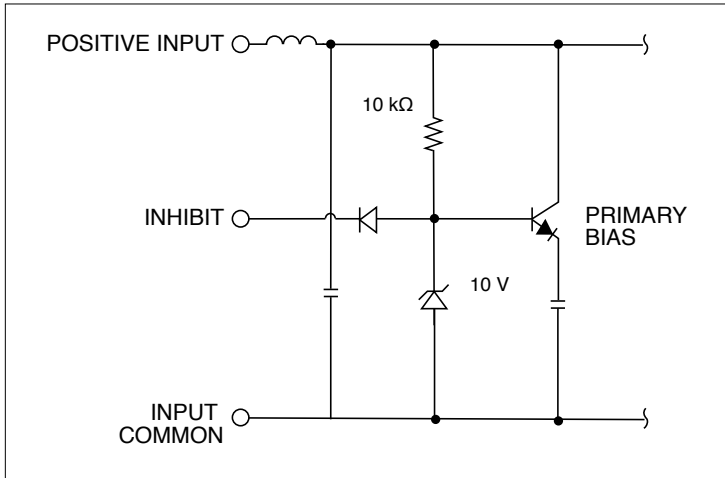 POSITIVE INPUT
10 kΩ
INHIBIT
PRIMARY
BIAS
10 V
INPUT
COMMON